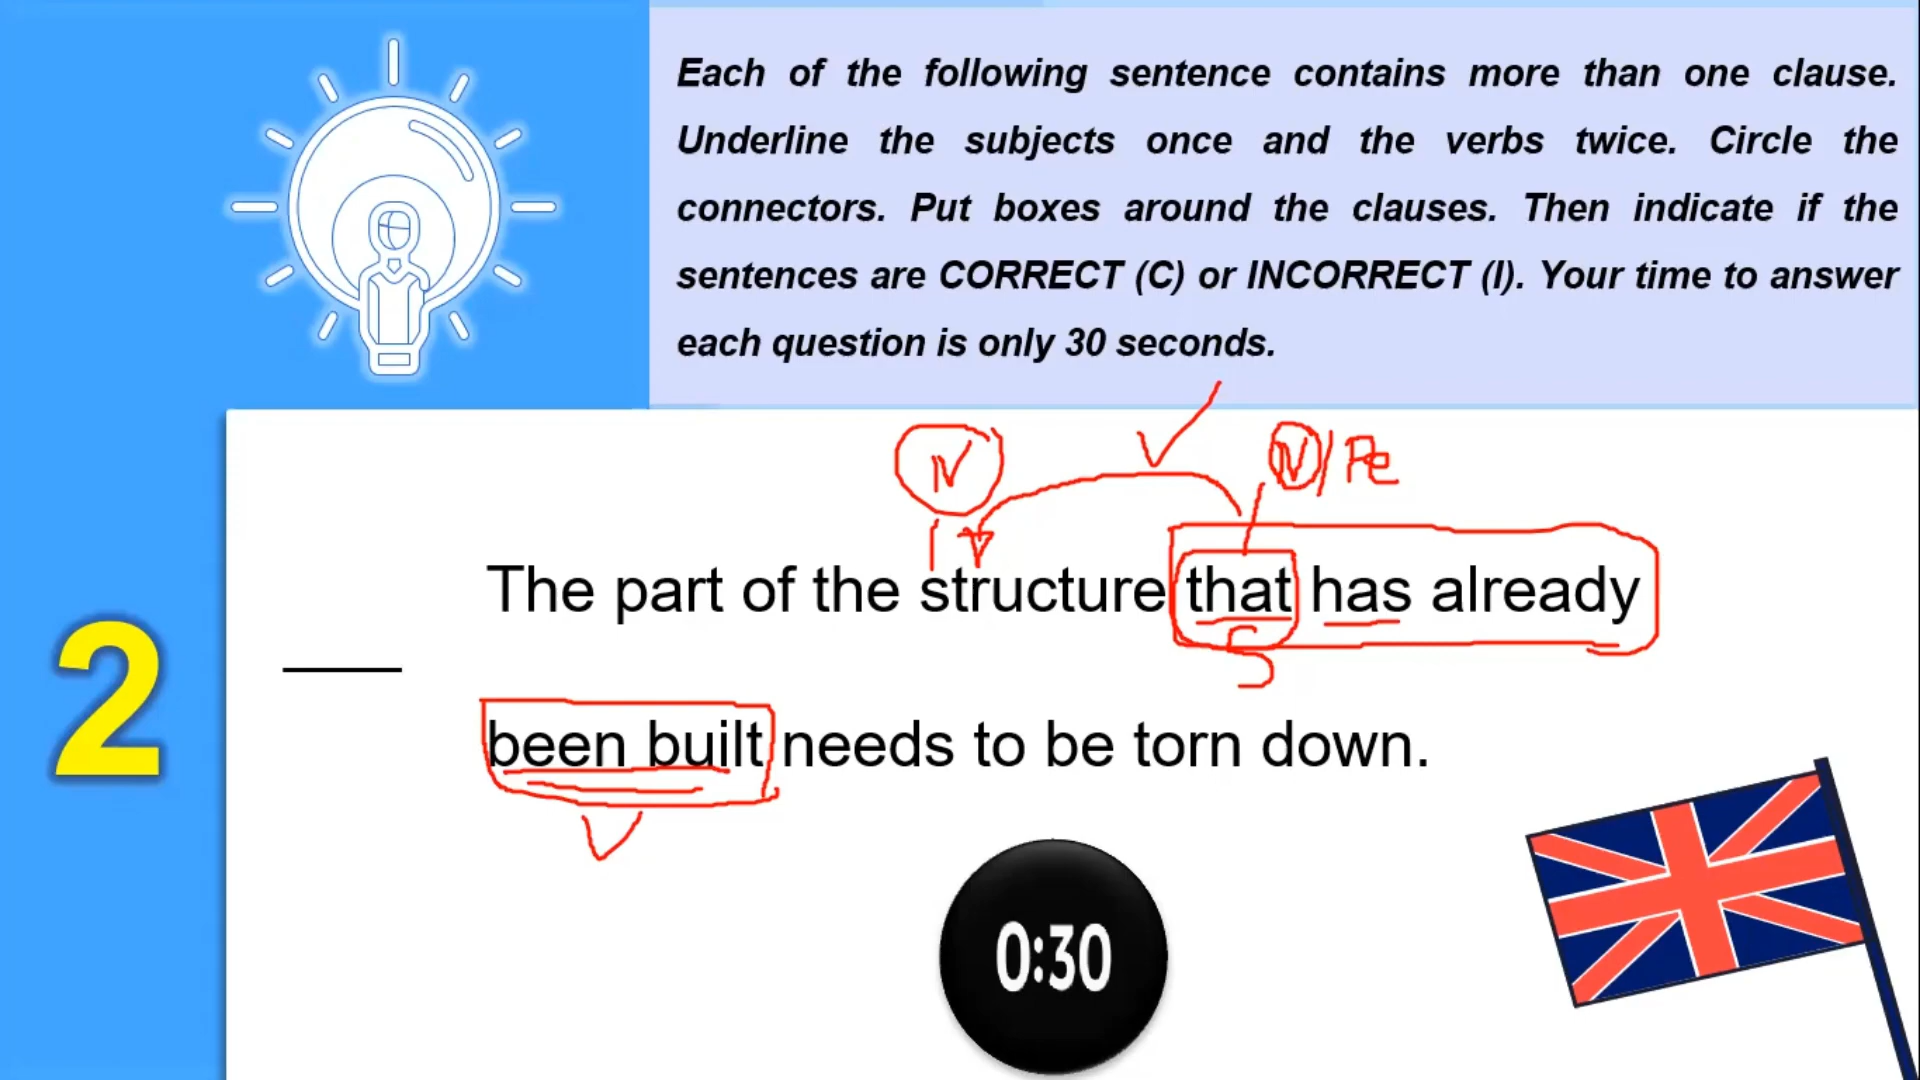 Each of the following sentence contains more than one clause.
Underline the subjects once and the verbs twice. Circle the
connectors. Put boxes around the clauses. Then indicate if the
sentences are CORRECT (C) or INCORRECT (I). Your time to answer
each question is only 30 seconds.
N
N/Pe
The part of the structure that has already
S
2
been built needs to be torn down.
V
0:30